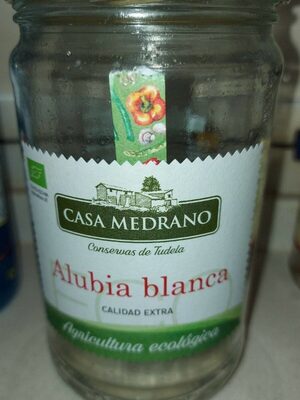 CASA MEDRANO
Conservas de Tudela
Alubia blanca
CALIDAD EXTRA
Agricultura ecológica